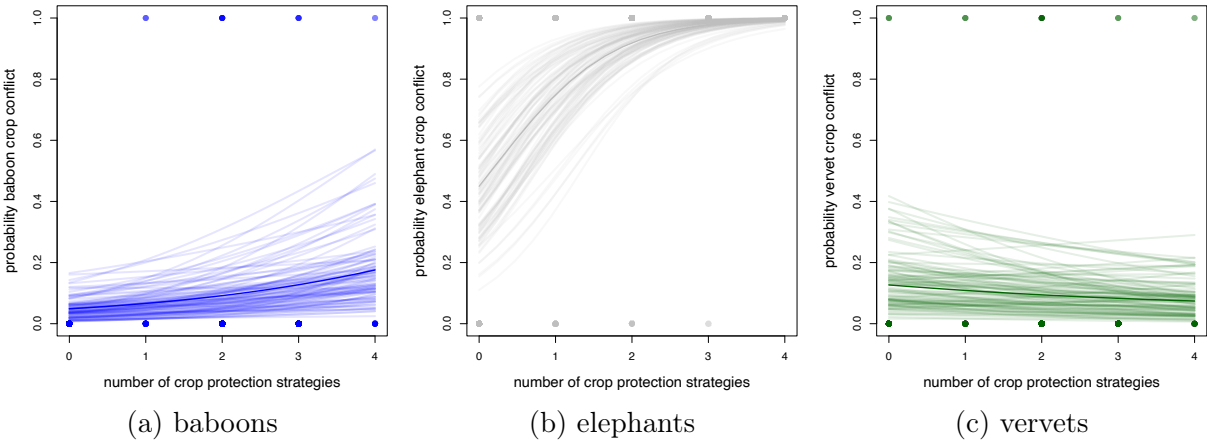 probability baboon crop conflict
1.0
0.8
0.6
0.4
0.2
0.0
0 1 2 3 4
number of crop protection strategies
(a) baboons
probability elephant crop conflict
1.0
0.8
0.6
0.4
0.2
0.0
0 1 2 3 4
number of crop protection strategies
(b) elephants
probability vervet crop conflict
1.0
0.8
0.6
0.4
0.2
0.0
0 1 2 3 4
number of crop protection strategies
(c) vervets